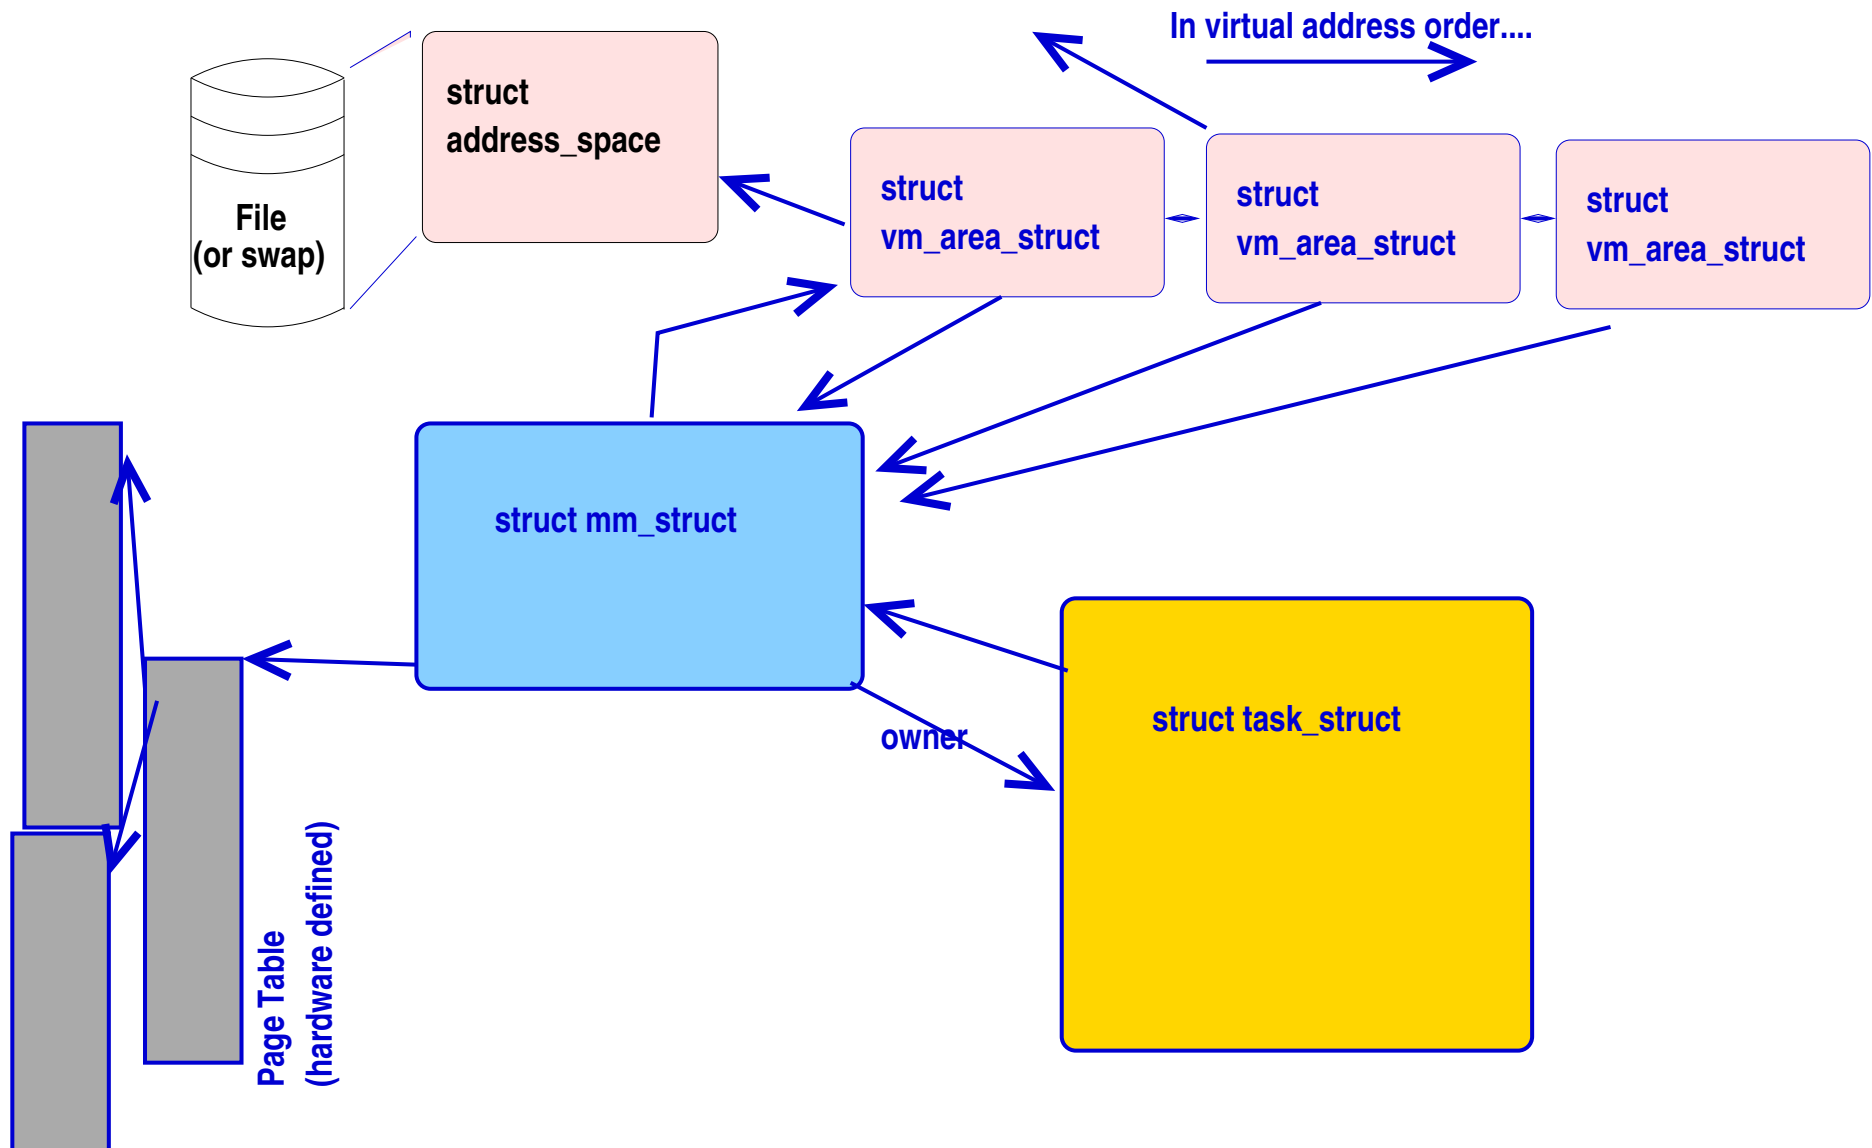 In virtual address order....
struct
address_space
struct
vm_area_struct
struct
vm_area_struct
struct
vm_area_struct
File
(or swap)
struct mm_struct
struct task_struct
owner
Page Table
(hardware defined)